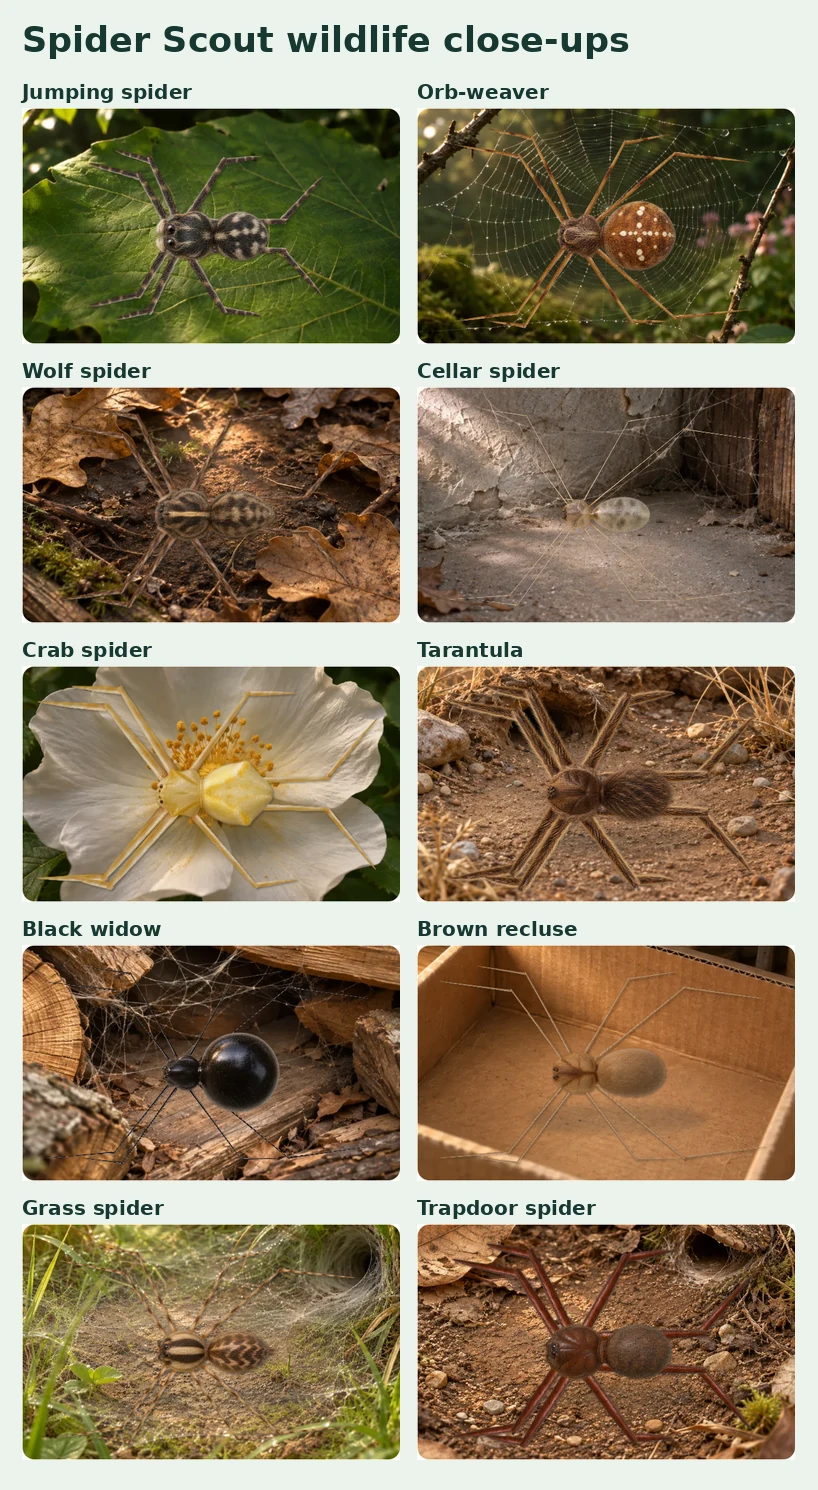 Spider Scout wildlife close-ups
Jumping spider
Orb-weaver
Wolf spider
Cellar spider
Crab spider
Tarantula
Black widow
Brown recluse
Grass spider
Trapdoor spider